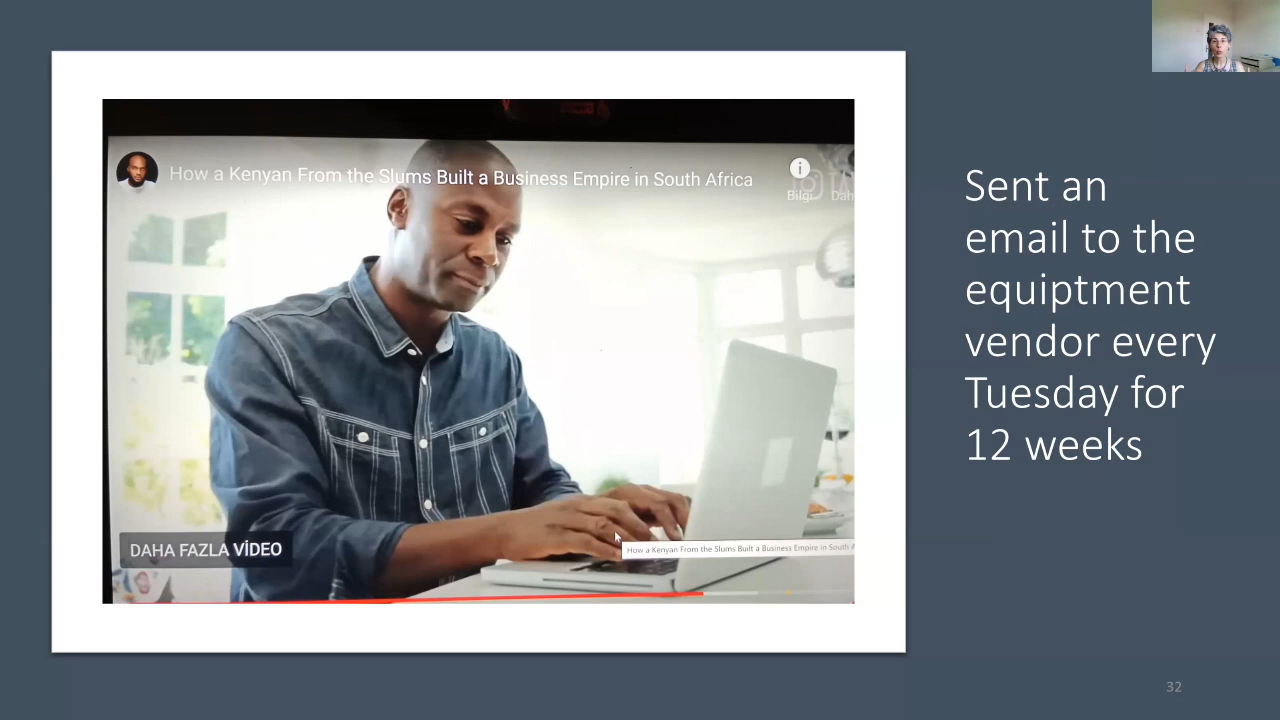 How a Kenyan From the Slums Built a Business Empire in South Africa
Bilgi
Dah
DAHA FAZLA VİDEO
How a Kenyan From the Slums Built a Business Empire in South A
Sent an
email to the
equiptment
vendor every
Tuesday for
12 weeks
32